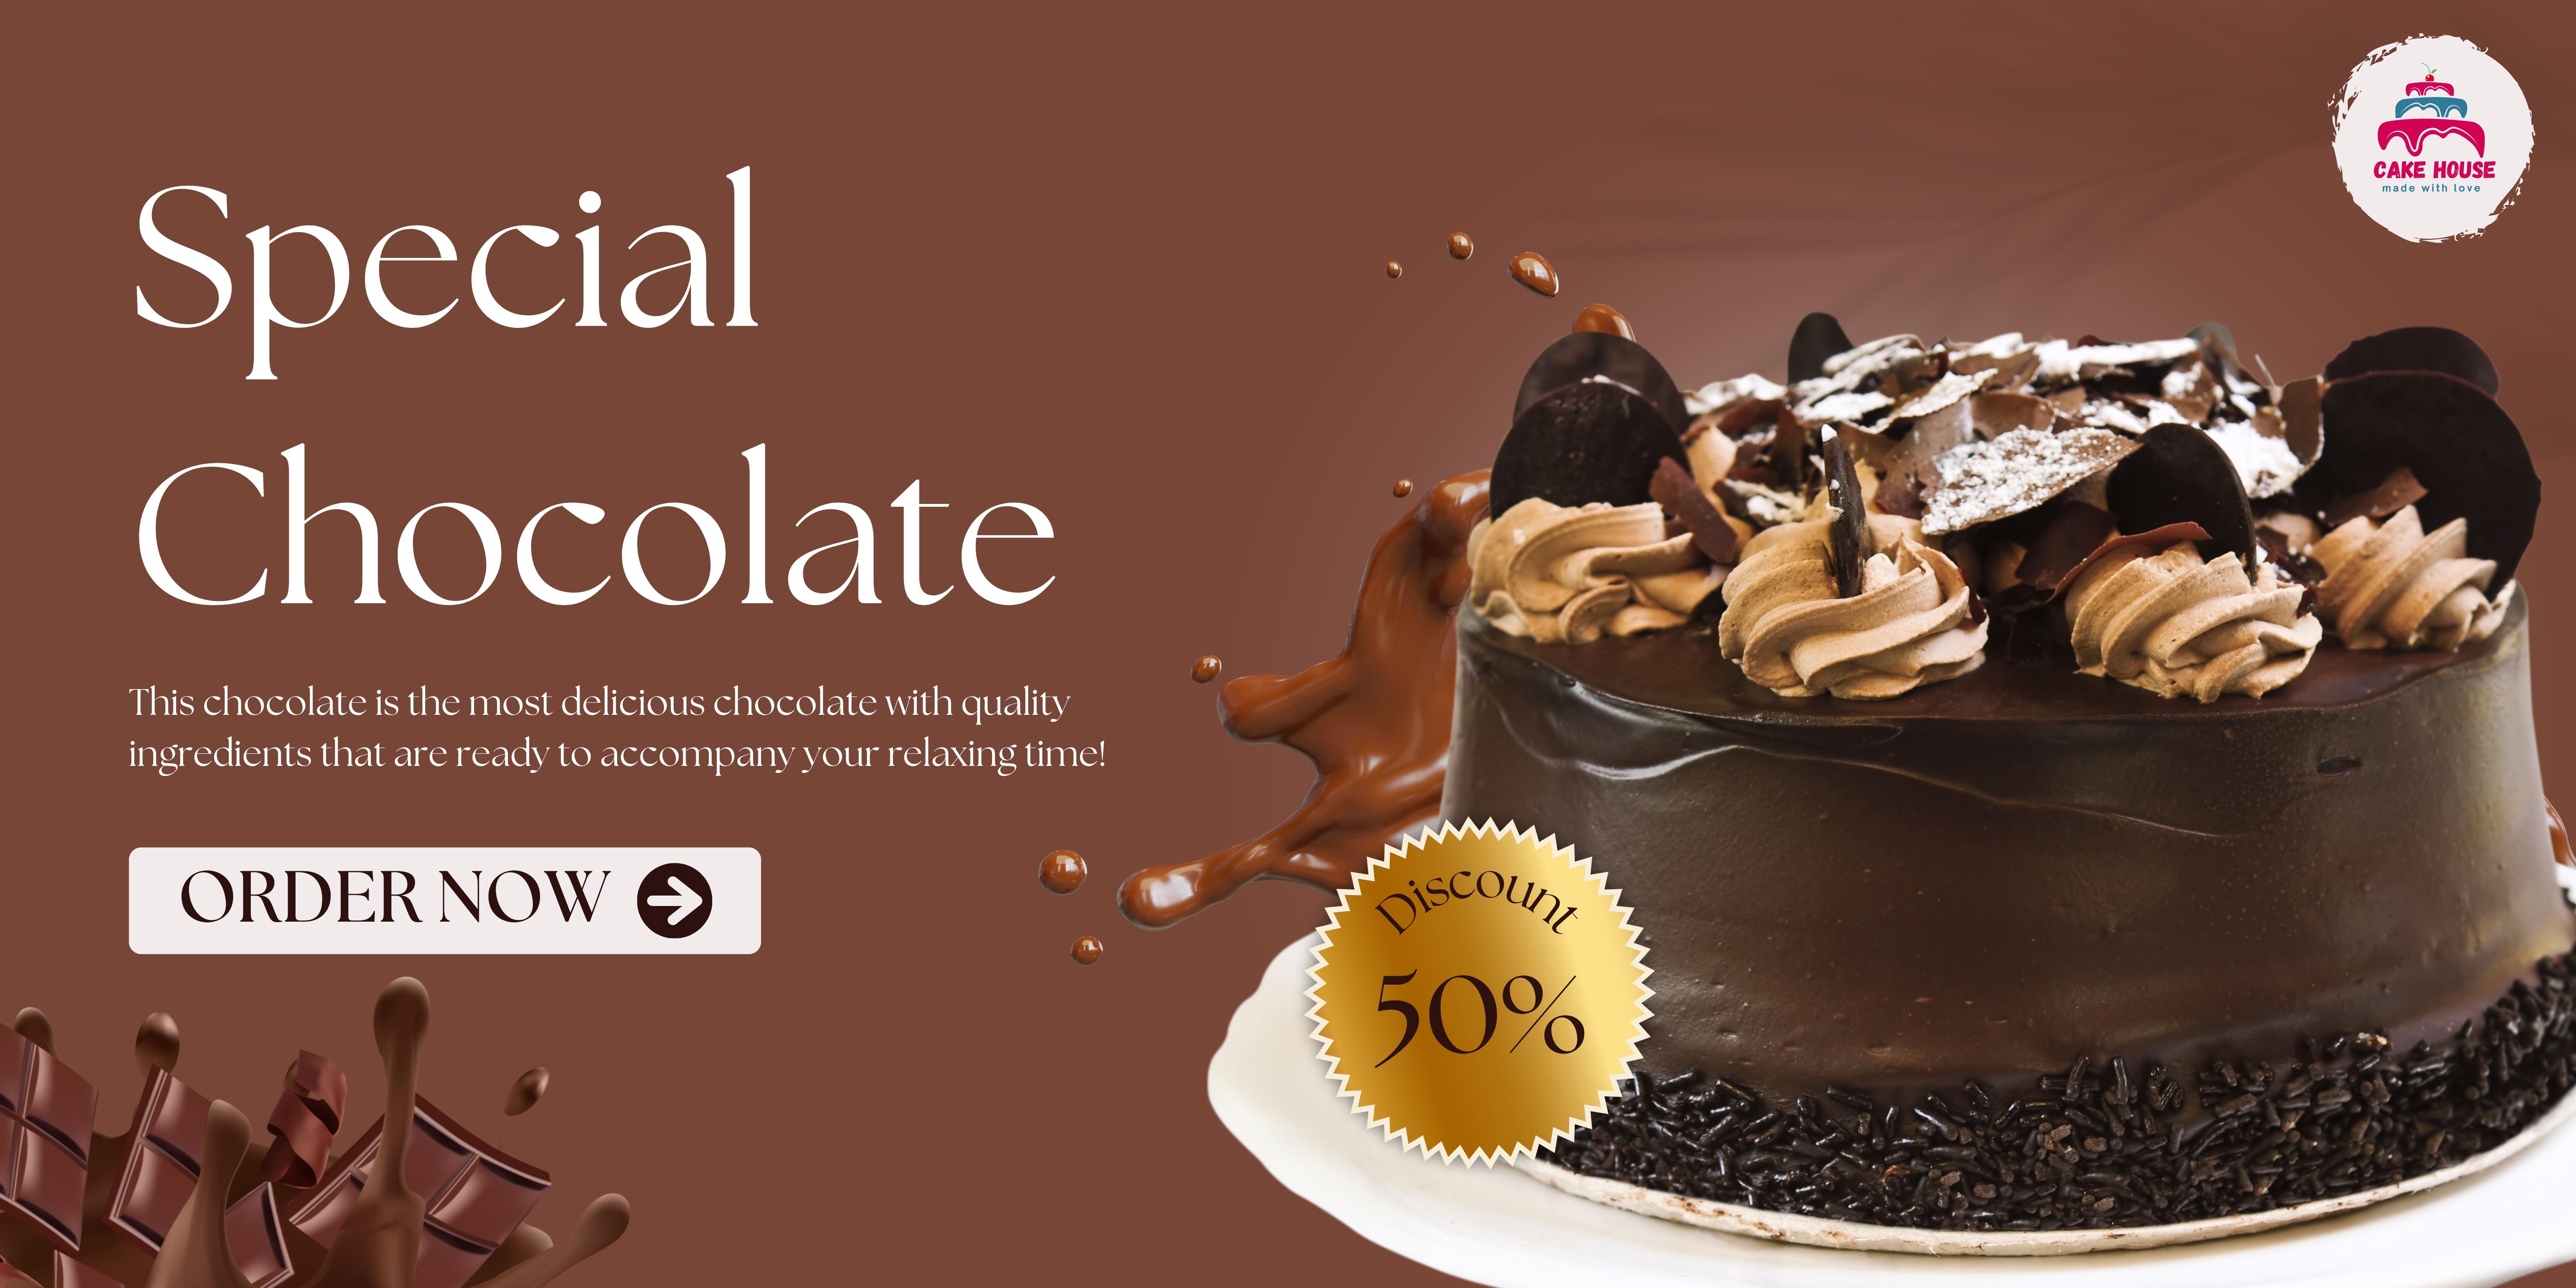 Special
Chocolate
This chocolate is the most delicious chocolate with quality
ingredients that are ready to accompany your relaxing time!
ORDER NOW
Discount
50%
CAKE HOUSE
made with love